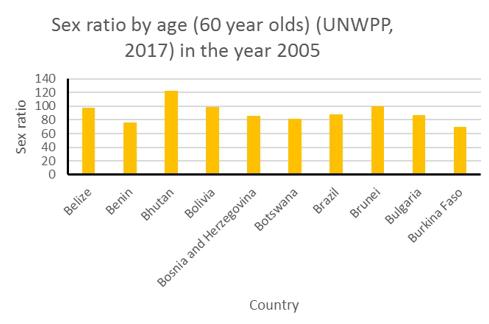 Sex ratio by age (60 year olds) (UNWPP,
2017) in the year 2005
Sex ratio
140
120
100
80
60
40
20
0
Belize
Benin
Bhutan
Bolivia
Bosnia and Herzegovina
Botswana
Brazil
Brunei
Bulgaria
Burkina Faso
Country